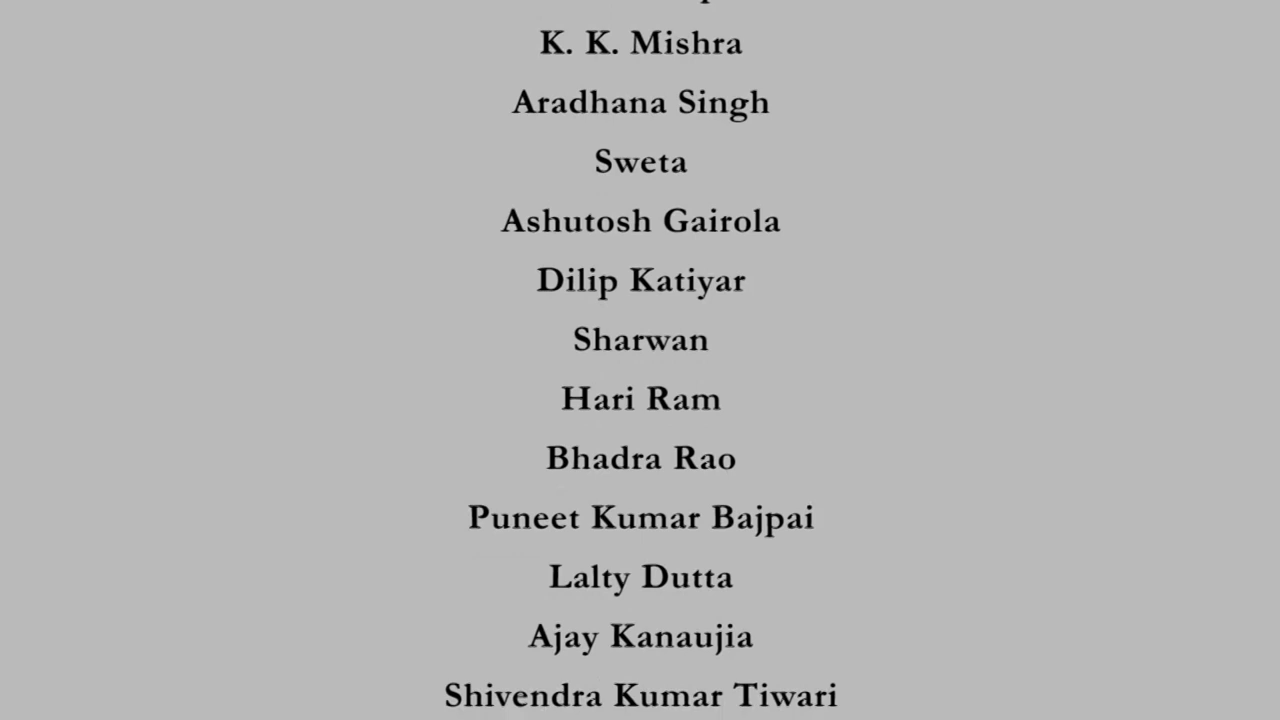 K. K. Mishra
Aradhana Singh
Sweta
Ashutosh Gairola
Dilip Katiyar
Sharwan
Hari Ram
Bhadra Rao
Puneet Kumar Bajpai
Lalty Dutta
Ajay Kanaujia
Shivendra Kumar Tiwari